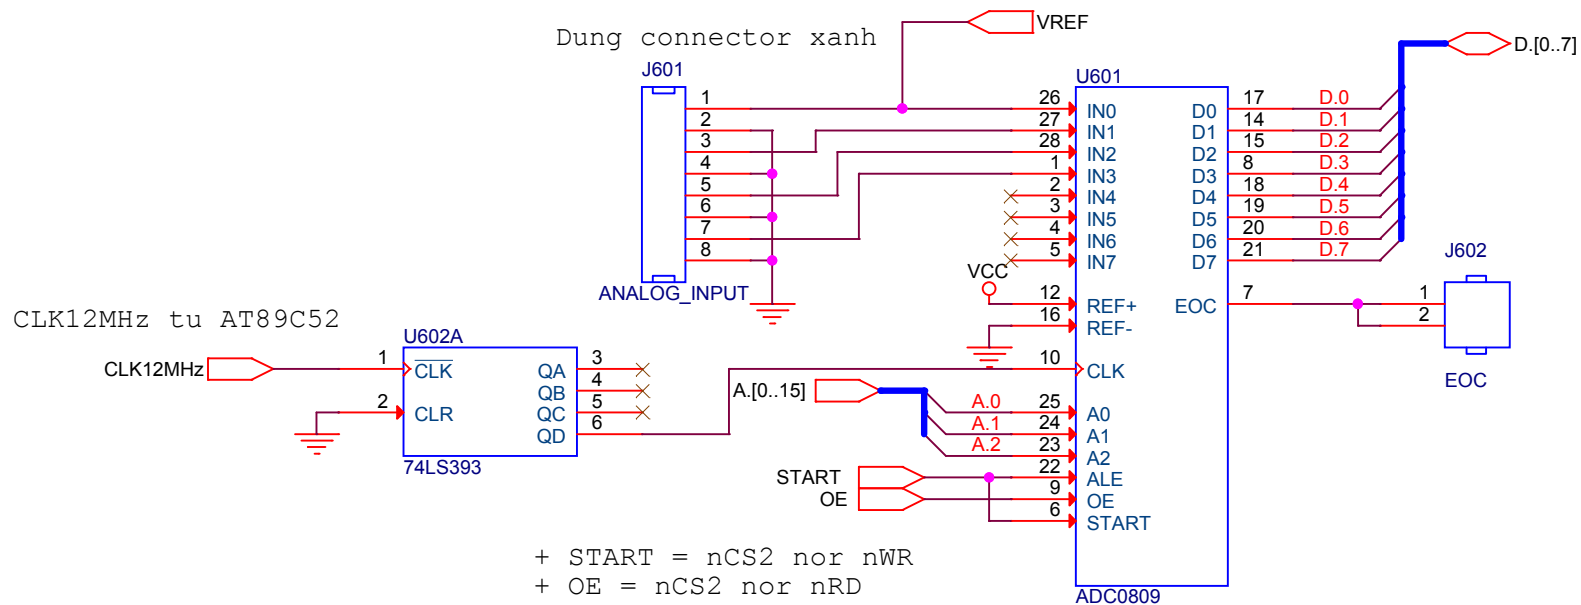 Dung connector xanh
VREF
D.[0..7]
J601
1
2
3
4
5
6
7
8
ANALOG_INPUT
U601
26 IN0 D0 17 D.0
27 IN1 D1 14 D.1
28 IN2 D2 15 D.2
1 IN3 D3 8 D.3
2 IN4 D4 18 D.4
3 IN5 D5 19 D.5
4 IN6 D6 20 D.6
5 IN7 D7 21 D.7
VCC
12 REF+ EOC 7
16 REF-
10 CLK
A.[0..15]
A.0 25 A0
A.1 24 A1
A.2 23 A2
START 22 ALE
OE 9 OE
6 START
ADC0809
J602
1
2
EOC
CLK12MHz tu AT89C52
U602A
CLK12MHz 1 CLK QA 3
QB 4
2 CLR QC 5
QD 6
74LS393
+ START = nCS2 nor nWR
+ OE = nCS2 nor nRD